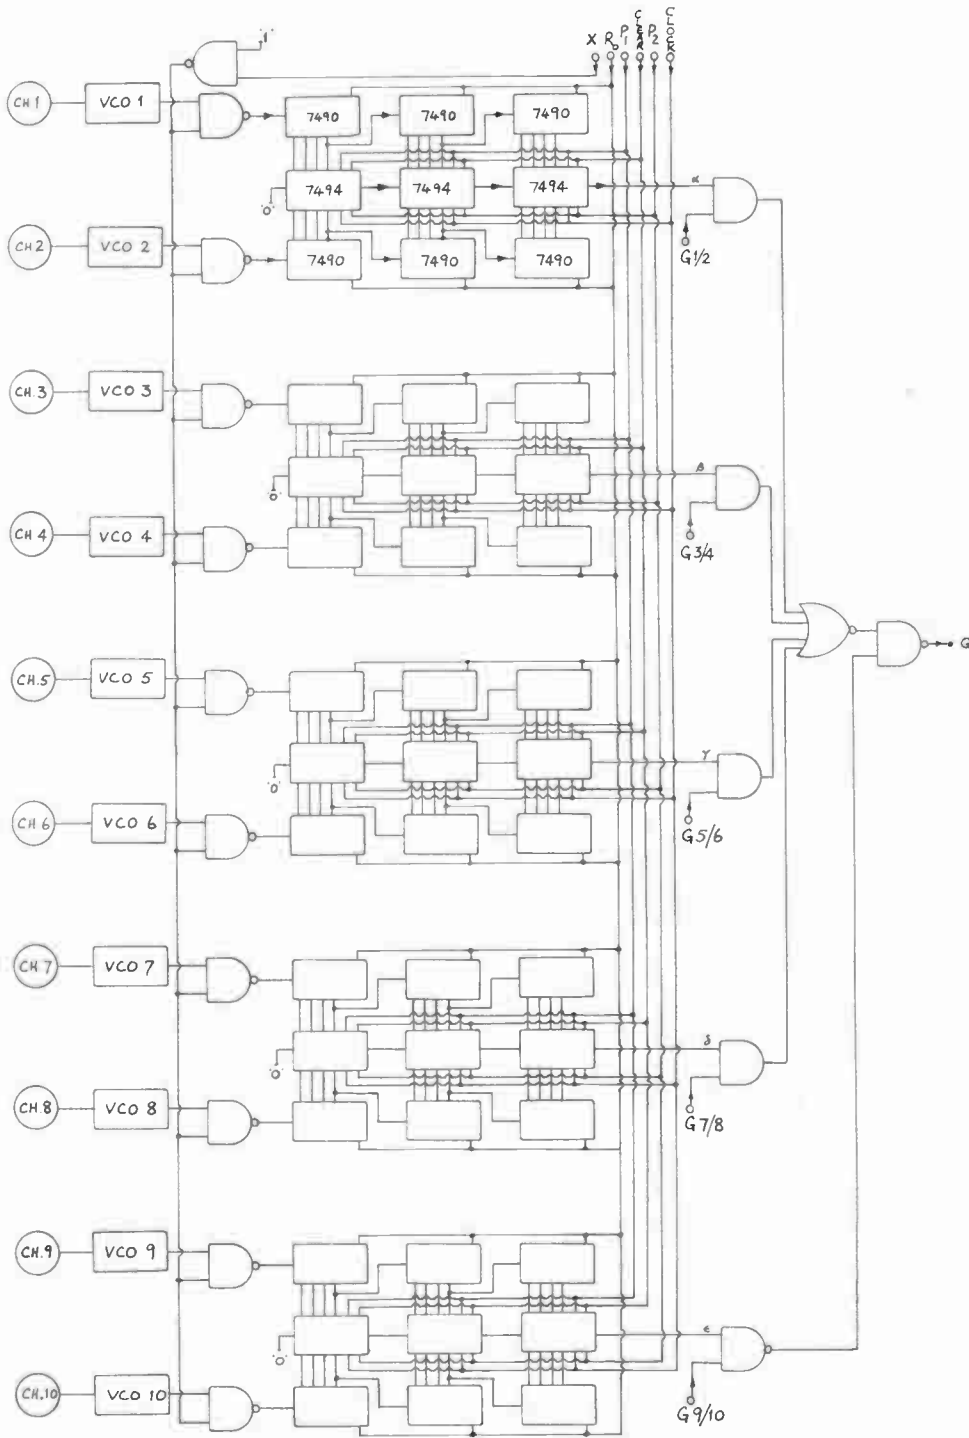 '1'
X R₀ P₁ CLEAR P₂ CLOCK
CH 1 VCO 1
7490 7490 7490
'0' 7494 7494 7494 α
G1/2
CH 2 VCO 2
7490 7490 7490
CH.3 VCO 3
'0' β
G3/4
CH 4 VCO 4
G
CH.5 VCO 5
'0' γ
G5/6
CH 6 VCO 6
CH 7 VCO 7
'0' δ
G7/8
CH.8 VCO 8
CH.9 VCO 9
'0' ε
G9/10
CH.10 VCO 10